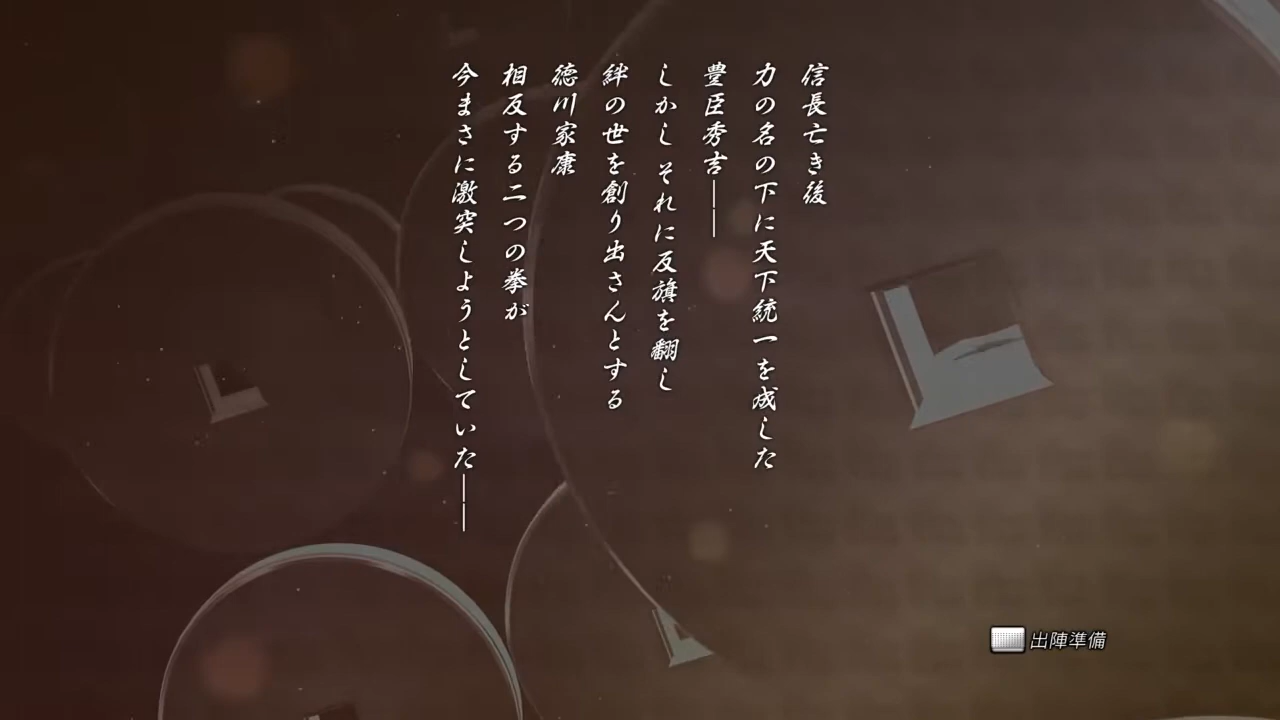 信長亡き後
力の名の下に天下統一を成した
豊臣秀吉――
しかし それに反旗を翻し
絆の世を創り出さんとする
徳川家康
相反する二つの拳が
今まさに激突しようとしていた――
出陣準備